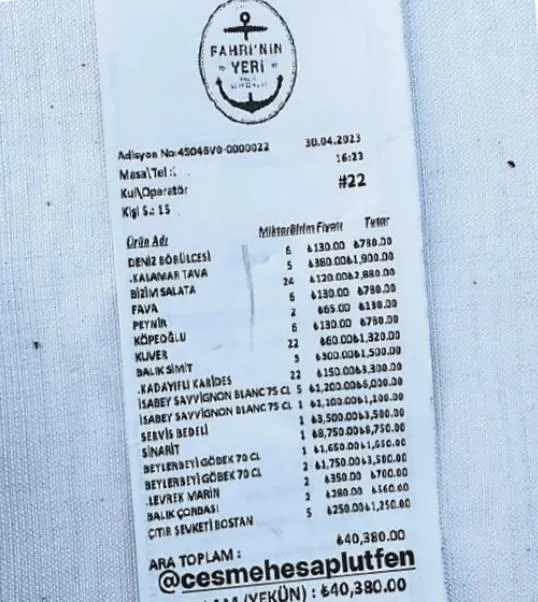 FAHRİ'NİN
YERİ
Adisyon No:45046V0-0000022 30.04.2023
Masa\Tel : 16:23
Kul\Operatör #22
Kişi S.: 15
Ürün Adı Miktar Birim Fiyatı Tutar
DENİZ BÖRÜLCESİ 6 ₺130.00 ₺780.00
.KALAMAR TAVA 5 ₺380.00 ₺1,900.00
BİZİM SALATA 24 ₺120.00 ₺2,880.00
FAVA 6 ₺130.00 ₺780.00
PEYNİR 2 ₺65.00 ₺130.00
KÖPEOĞLU 6 ₺130.00 ₺780.00
KUVER 22 ₺60.00 ₺1,320.00
BALIK SİMİT 5 ₺300.00 ₺1,500.00
.KADAYIFLI KARİDES 22 ₺150.00 ₺3,300.00
İSABEY SAVVİGNON BLANC 75 CL 5 ₺1,200.00 ₺6,000.00
İSABEY SAVVİGNON BLANC 75 CL 1 ₺1,100.00 ₺1,100.00
SERVİS BEDELİ 1 ₺3,500.00 ₺3,500.00
SİNARİT 1 ₺8,750.00 ₺8,750.00
BEYLERBEYİ GÖBEK 70 CL 1 ₺1,650.00 ₺1,650.00
BEYLERBEYİ GÖBEK 70 CL 2 ₺1,750.00 ₺3,500.00
.LEVREK MARİN 2 ₺350.00 ₺700.00
BALIK ÇORBASI 2 ₺280.00 ₺560.00
ÇITIR ŞEVKETİ BOSTAN 5 ₺250.00 ₺1,250.00
ARA TOPLAM : ₺40,380.00
@cesmehesaplutfen
(YEKÜN) : ₺40,380.00